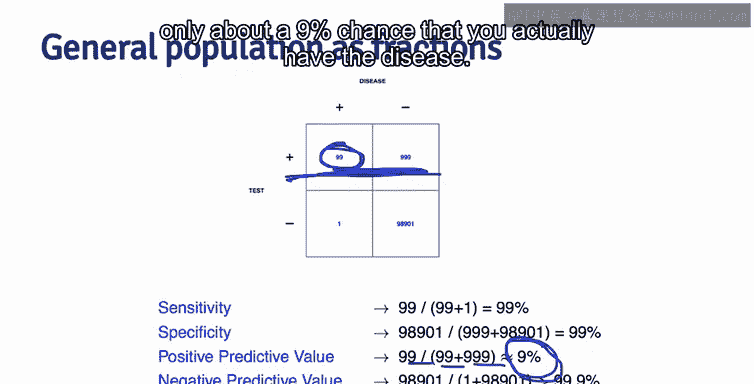 only about a 9% chance that you actually
have the disease.
General population as fractions
DISEASE
+ −
+ 99 999
TEST
− 1 98901
Sensitivity → 99 / (99+1) = 99%
Specificity → 98901 / (999+98901) = 99%
Positive Predictive Value → 99 / (99+999) ≈ 9%
Negative Predictive Value → 98901 / (1+98901) 99.9%